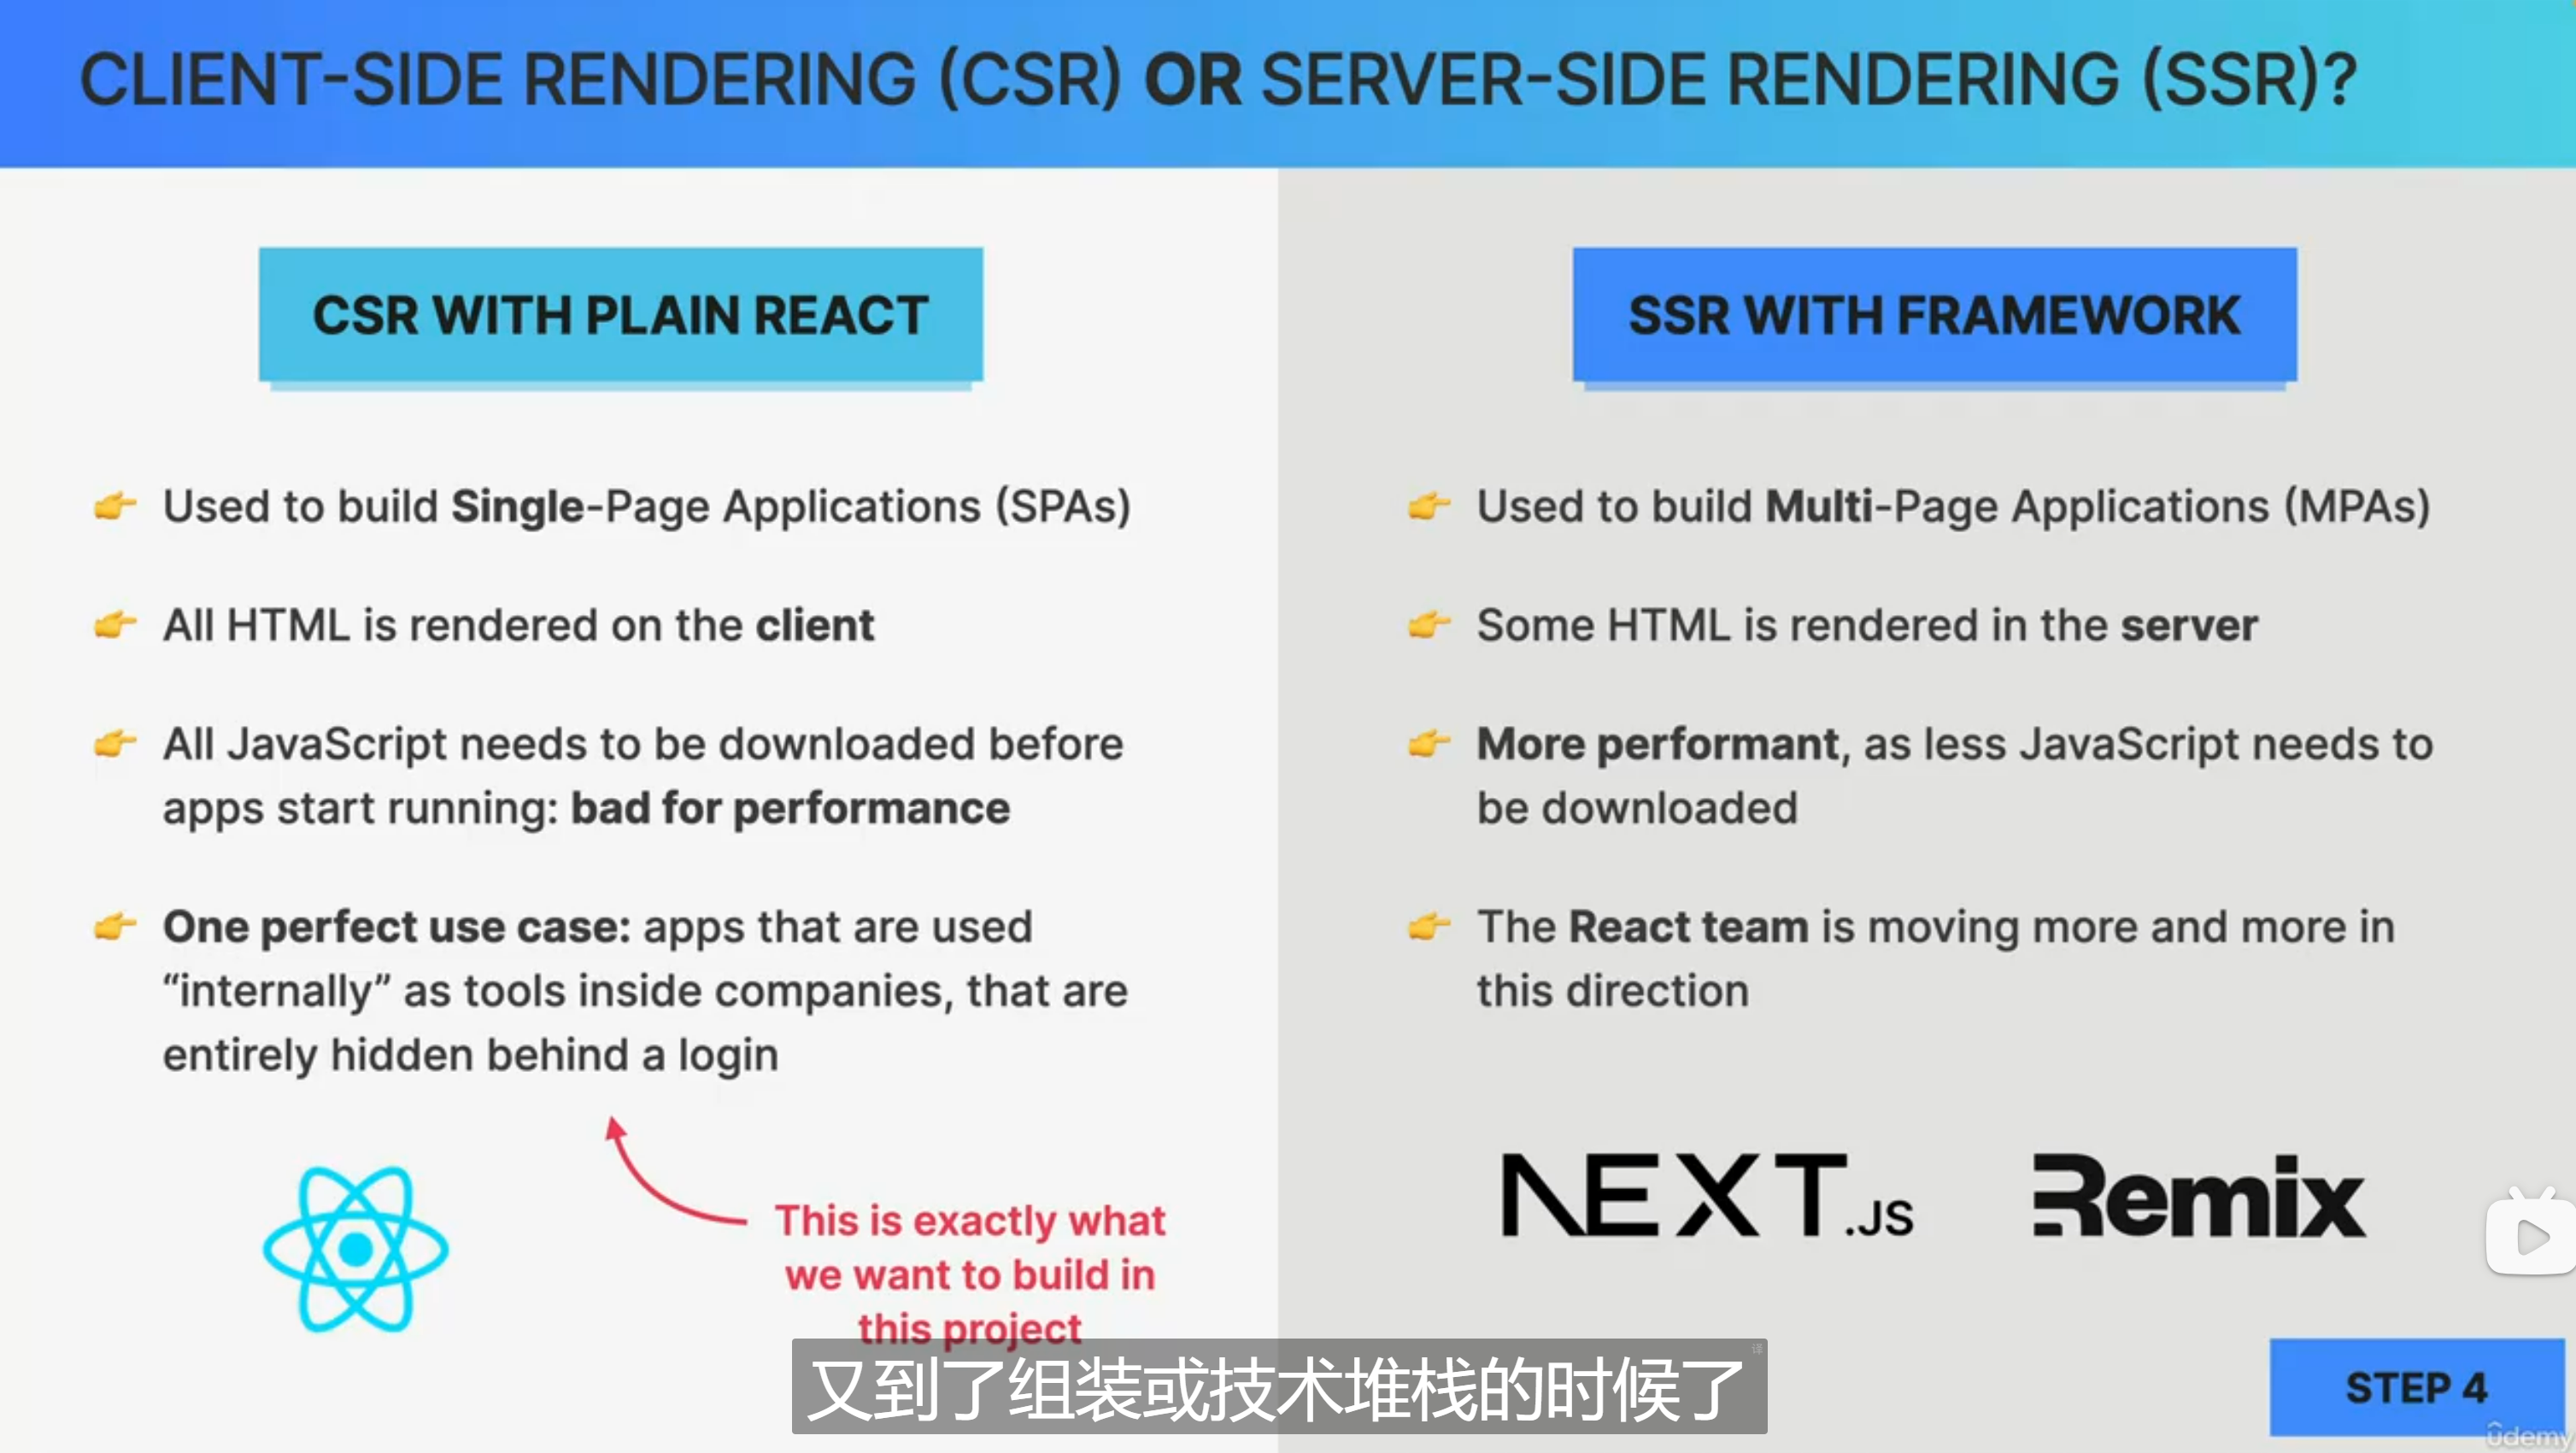 CLIENT-SIDE RENDERING (CSR) OR SERVER-SIDE RENDERING (SSR)?
CSR WITH PLAIN REACT
Used to build Single-Page Applications (SPAs)
All HTML is rendered on the client
All JavaScript needs to be downloaded before
apps start running: bad for performance
One perfect use case: apps that are used
“internally” as tools inside companies, that are
entirely hidden behind a login
This is exactly what
we want to build in
this project
SSR WITH FRAMEWORK
Used to build Multi-Page Applications (MPAs)
Some HTML is rendered in the server
More performant, as less JavaScript needs to
be downloaded
The React team is moving more and more in
this direction
NEXT.JS
Remix
译
又到了组装或技术堆栈的时候了
STEP 4
udemy